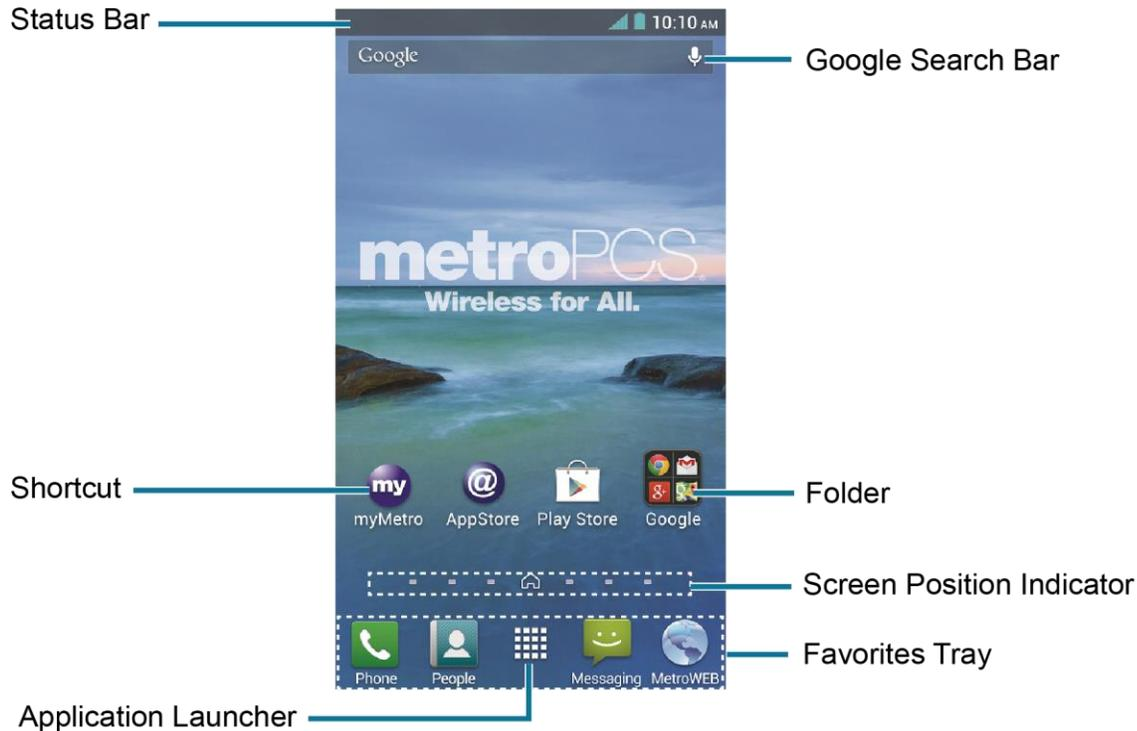 Status Bar
10:10 AM
Google
Google Search Bar
metroPCS.
Wireless for All.
Shortcut
my
@
8+
Folder
myMetro
AppStore
Play Store
Google
Screen Position Indicator
Favorites Tray
Phone
People
Messaging
MetroWEB
Application Launcher